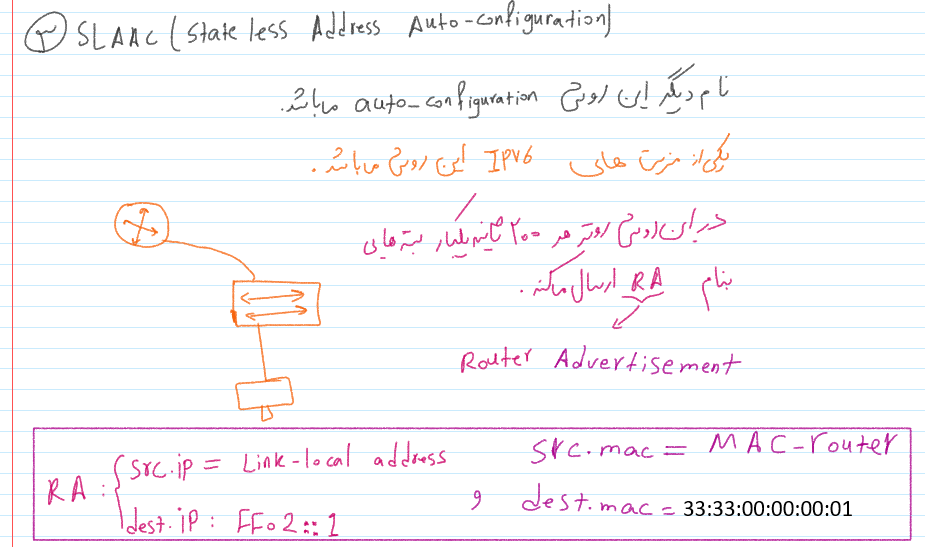 ③ SLAAC (Stateless Address Auto-configuration)
نام دیگر این روش auto-configuration میباشد.
یکی از مزیت های IPV6 این روش میباشد.
در این روش روتر هر ۲۰۰ ثانیه یکبار بسته هایی
بنام RA ارسال میکند.
Router Advertisement
RA : src.ip = Link-local address
dest.ip : FF02::1
و
src.mac = MAC-router
dest.mac = 33:33:00:00:00:01